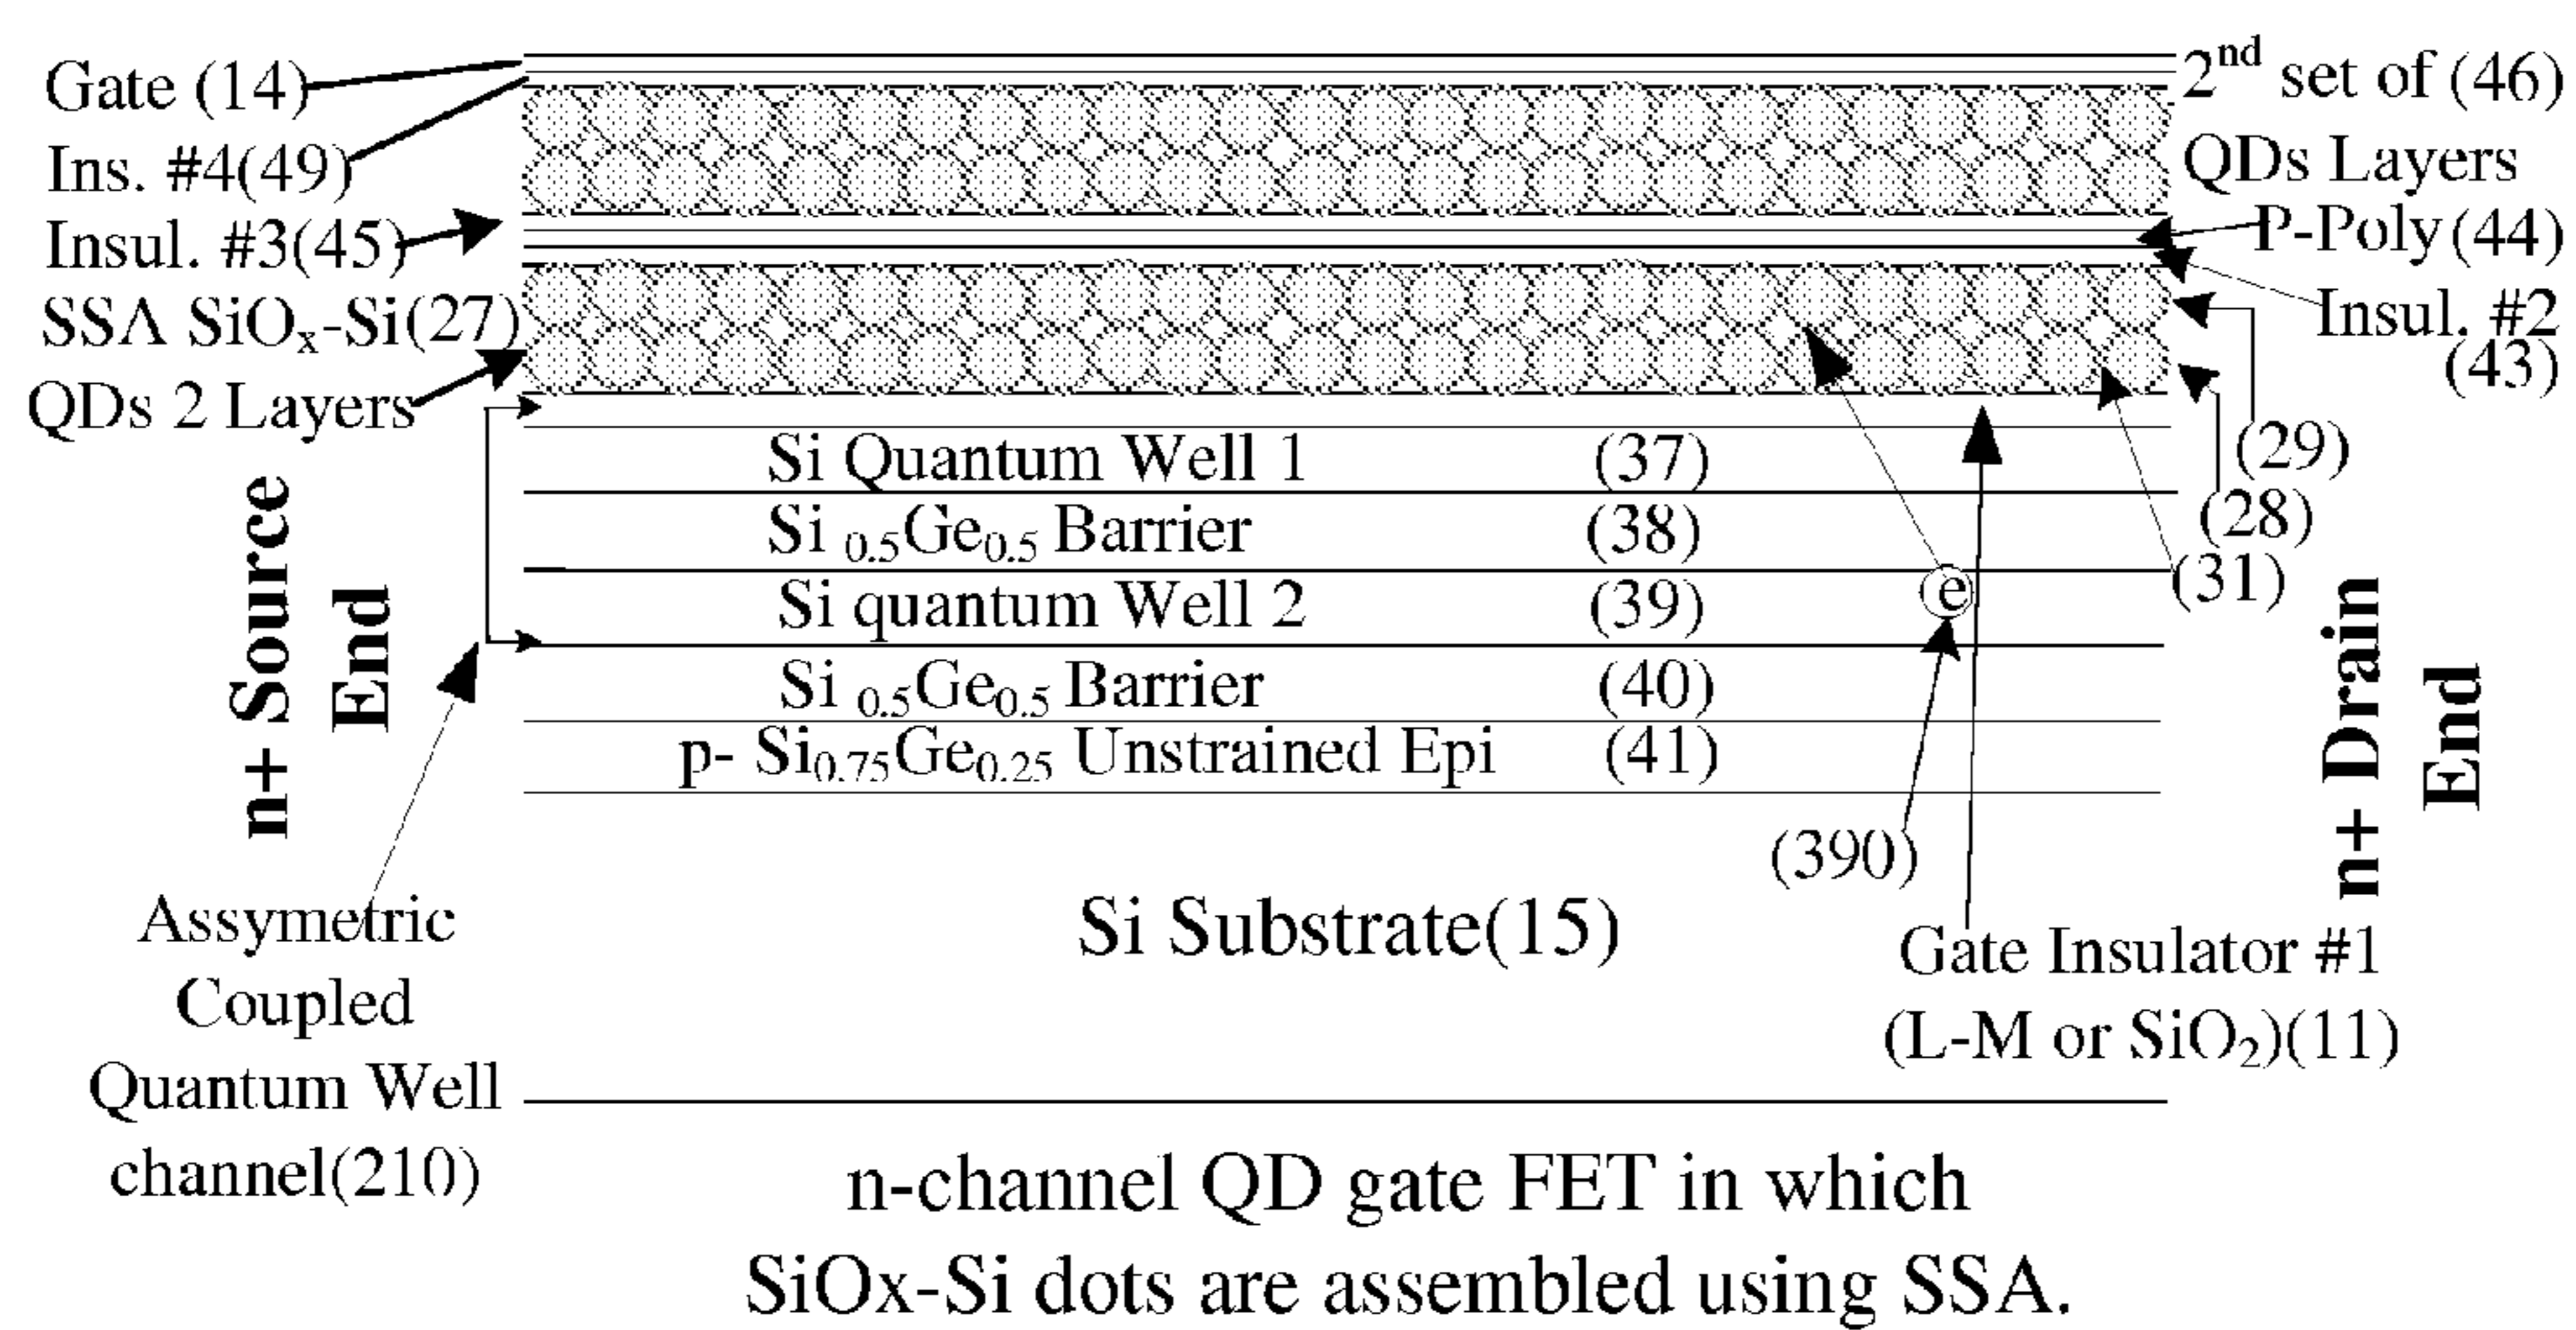 Gate (14)
Ins. #4(49)
Insul. #3(45)
SSA SiOx-Si(27)
QDs 2 Layers
2nd set of (46)
QDs Layers
P-Poly (44)
Insul. #2
(43)
(29)
(28)
(31)
Si Quantum Well 1 (37)
Si 0.5Ge0.5 Barrier (38)
Si quantum Well 2 (39)
e
Si 0.5Ge0.5 Barrier (40)
p- Si0.75Ge0.25 Unstrained Epi (41)
(390)
n+ Source
End
n+ Drain
End
Si Substrate(15)
Assymetric
Coupled
Quantum Well
channel(210)
Gate Insulator #1
(L-M or SiO2)(11)
n-channel QD gate FET in which
SiOx-Si dots are assembled using SSA.